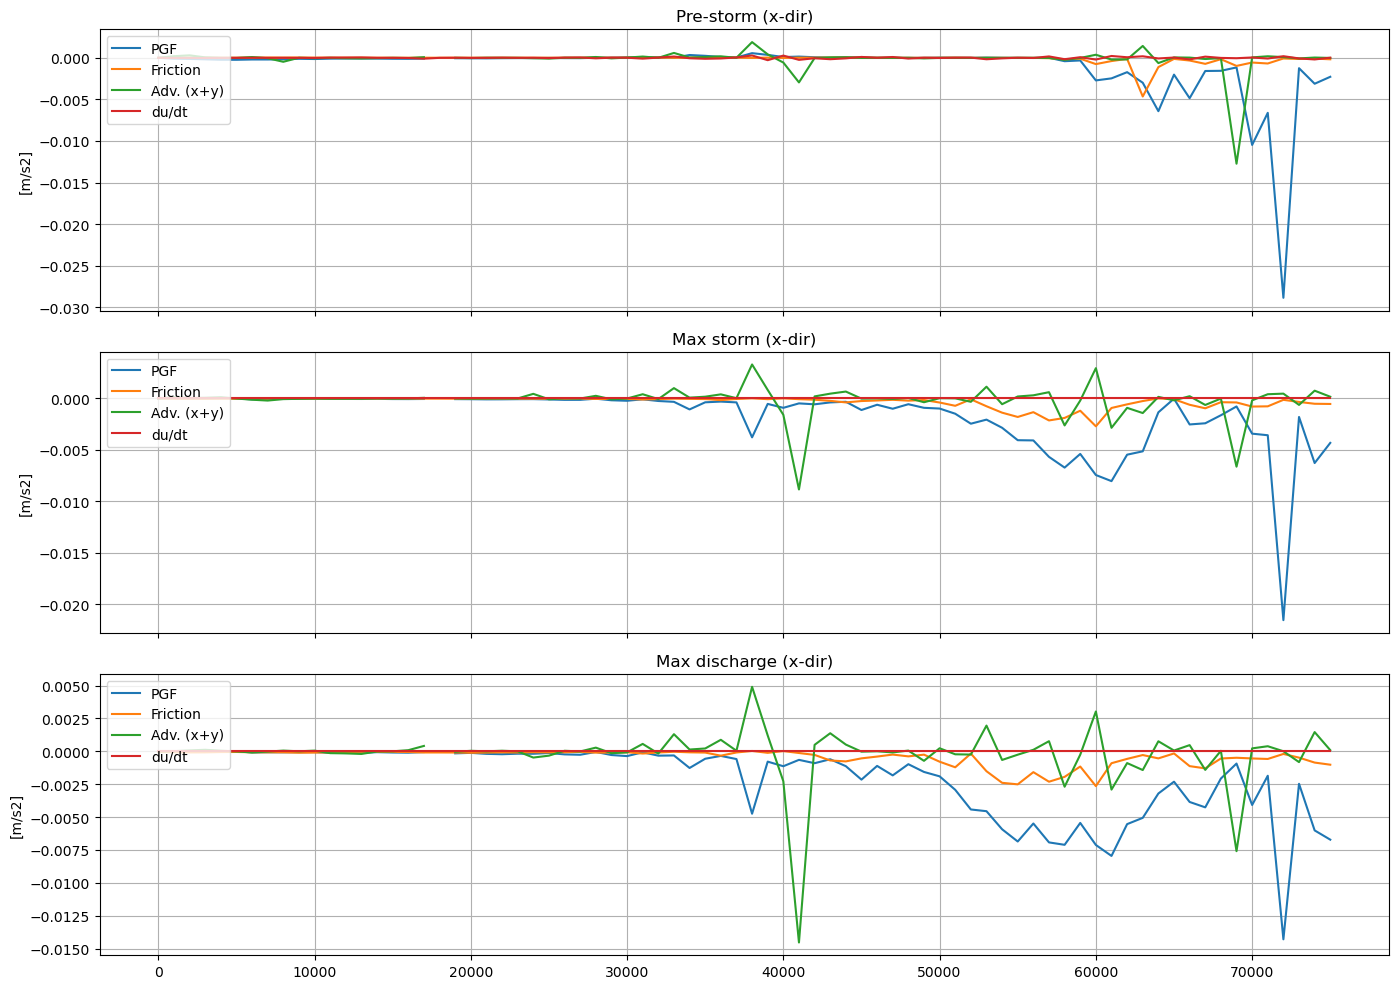 Pre-storm (x-dir)
PGF
Friction
Adv. (x+y)
du/dt
[m/s2]
0.000
−0.005
−0.010
−0.015
−0.020
−0.025
−0.030
Max storm (x-dir)
PGF
Friction
Adv. (x+y)
du/dt
[m/s2]
0.000
−0.005
−0.010
−0.015
−0.020
Max discharge (x-dir)
PGF
Friction
Adv. (x+y)
du/dt
[m/s2]
0.0050
0.0025
0.0000
−0.0025
−0.0050
−0.0075
−0.0100
−0.0125
−0.0150
0 10000 20000 30000 40000 50000 60000 70000